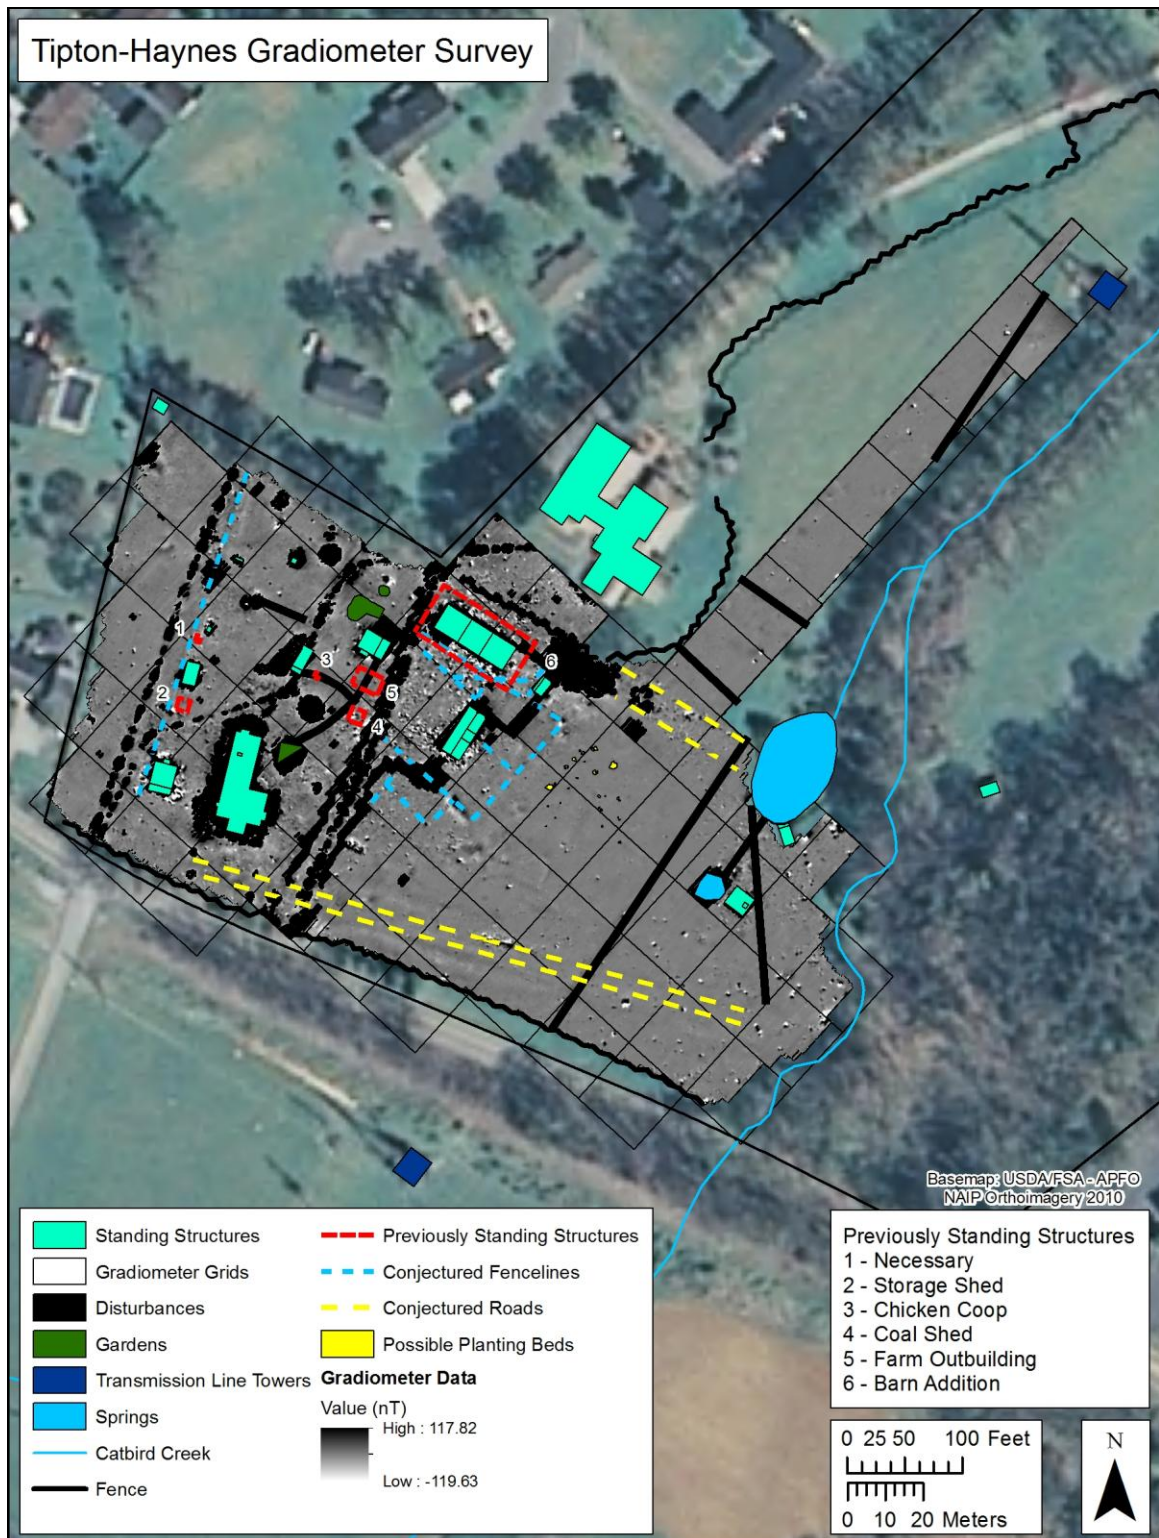 Tipton-Haynes Gradiometer Survey
1
2
3
5
4
6
Basemap: USDA/FSA - APFO
NAIP Orthoimagery 2010
Standing Structures
Gradiometer Grids
Disturbances
Gardens
Transmission Line Towers
Springs
Catbird Creek
Fence
Previously Standing Structures
Conjectured Fencelines
Conjectured Roads
Possible Planting Beds
Gradiometer Data
Value (nT)
High : 117.82
Low : -119.63
Previously Standing Structures
1 - Necessary
2 - Storage Shed
3 - Chicken Coop
4 - Coal Shed
5 - Farm Outbuilding
6 - Barn Addition
0 25 50 100 Feet
0 10 20 Meters
N